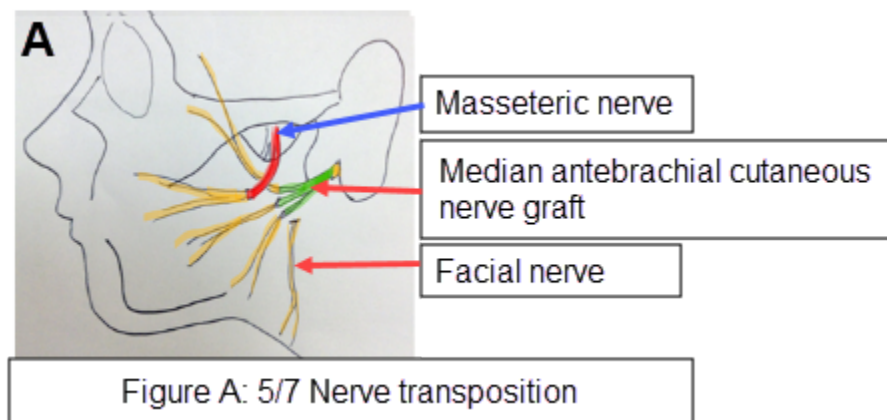 A
Masseteric nerve
Median antebrachial cutaneous
nerve graft
Facial nerve
Figure A: 5/7 Nerve transposition